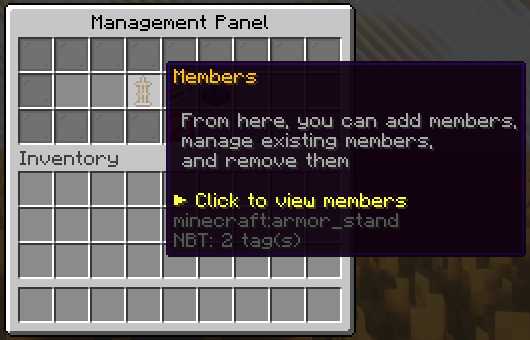 Management Panel
Members
From here, you can add members,
manage existing members,
and remove them
Inventory
► Click to view members
minecraft:armor_stand
NBT: 2 tag(s)